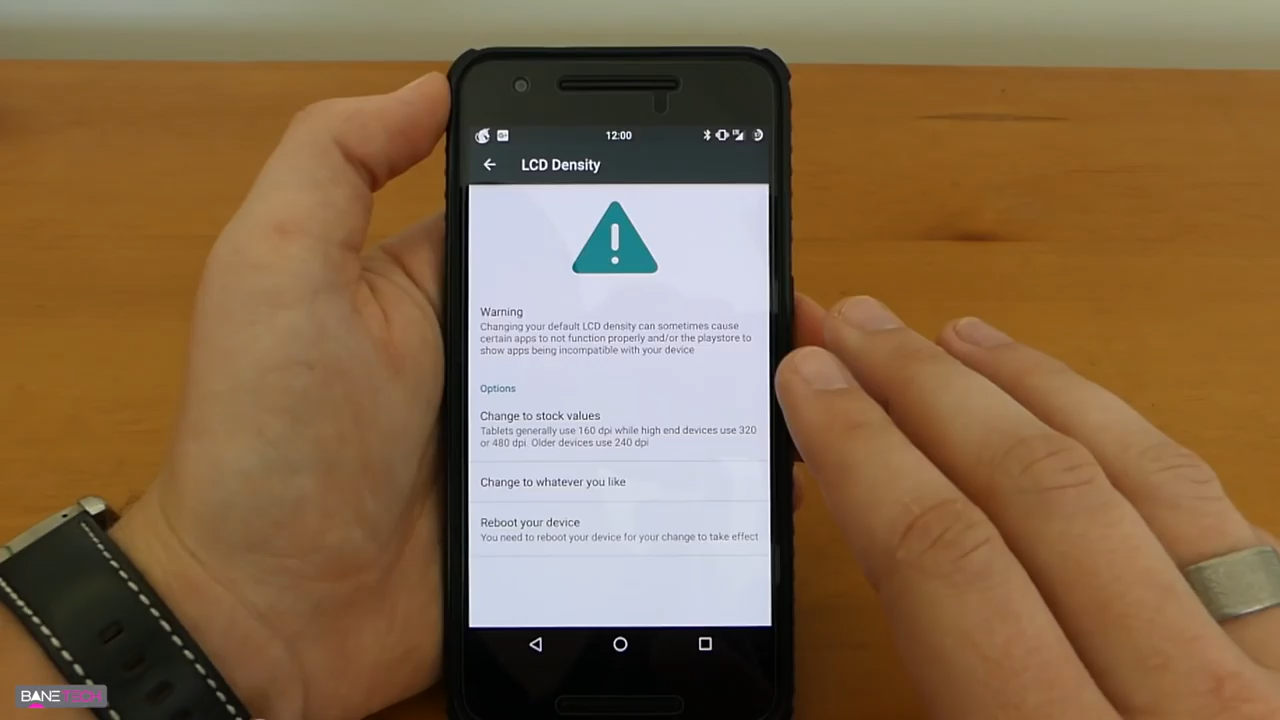 12:00
LCD Density
Warning
Changing your default LCD density can sometimes cause
certain apps to not function properly and/or the playstore to
show apps being incompatible with your device
Options
Change to stock values
Tablets generally use 160 dpi while high end devices use 320
or 480 dpi. Older devices use 240 dpi
Change to whatever you like
Reboot your device
You need to reboot your device for your change to take effect
BANETECH